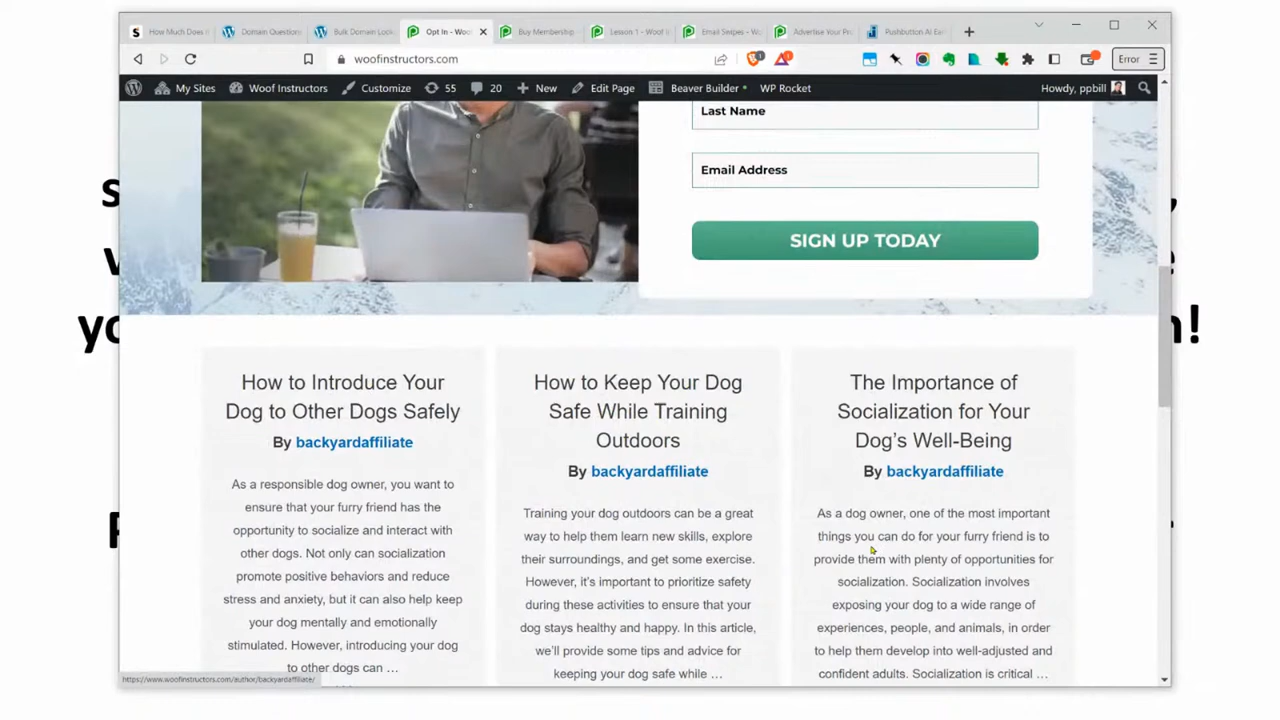 How Much Does
Domain Question
Bulk Domain Look
Opt In - Woof
Buy Membership
Lesson 1 - Woof I
Email Swipes - Wo
Advertise Your Pr
Pushbutton AI Ea
woofinstructors.com
1
Error
My Sites
Woof Instructors
Customize
55
20
New
Edit Page
Beaver Builder
WP Rocket
Howdy, ppbill
Last Name
Email Address
SIGN UP TODAY
How to Introduce Your
Dog to Other Dogs Safely
By backyardaffiliate
As a responsible dog owner, you want to
ensure that your furry friend has the
opportunity to socialize and interact with
other dogs. Not only can socialization
promote positive behaviors and reduce
stress and anxiety, but it can also help keep
your dog mentally and emotionally
stimulated. However, introducing your dog
to other dogs can …
How to Keep Your Dog
Safe While Training
Outdoors
By backyardaffiliate
Training your dog outdoors can be a great
way to help them learn new skills, explore
their surroundings, and get some exercise.
However, it's important to prioritize safety
during these activities to ensure that your
dog stays healthy and happy. In this article,
we'll provide some tips and advice for
keeping your dog safe while …
The Importance of
Socialization for Your
Dog's Well-Being
By backyardaffiliate
As a dog owner, one of the most important
things you can do for your furry friend is to
provide them with plenty of opportunities for
socialization. Socialization involves
exposing your dog to a wide range of
experiences, people, and animals, in order
to help them develop into well-adjusted and
confident adults. Socialization is critical …
https://www.woofinstructors.com/author/backyardaffiliate/